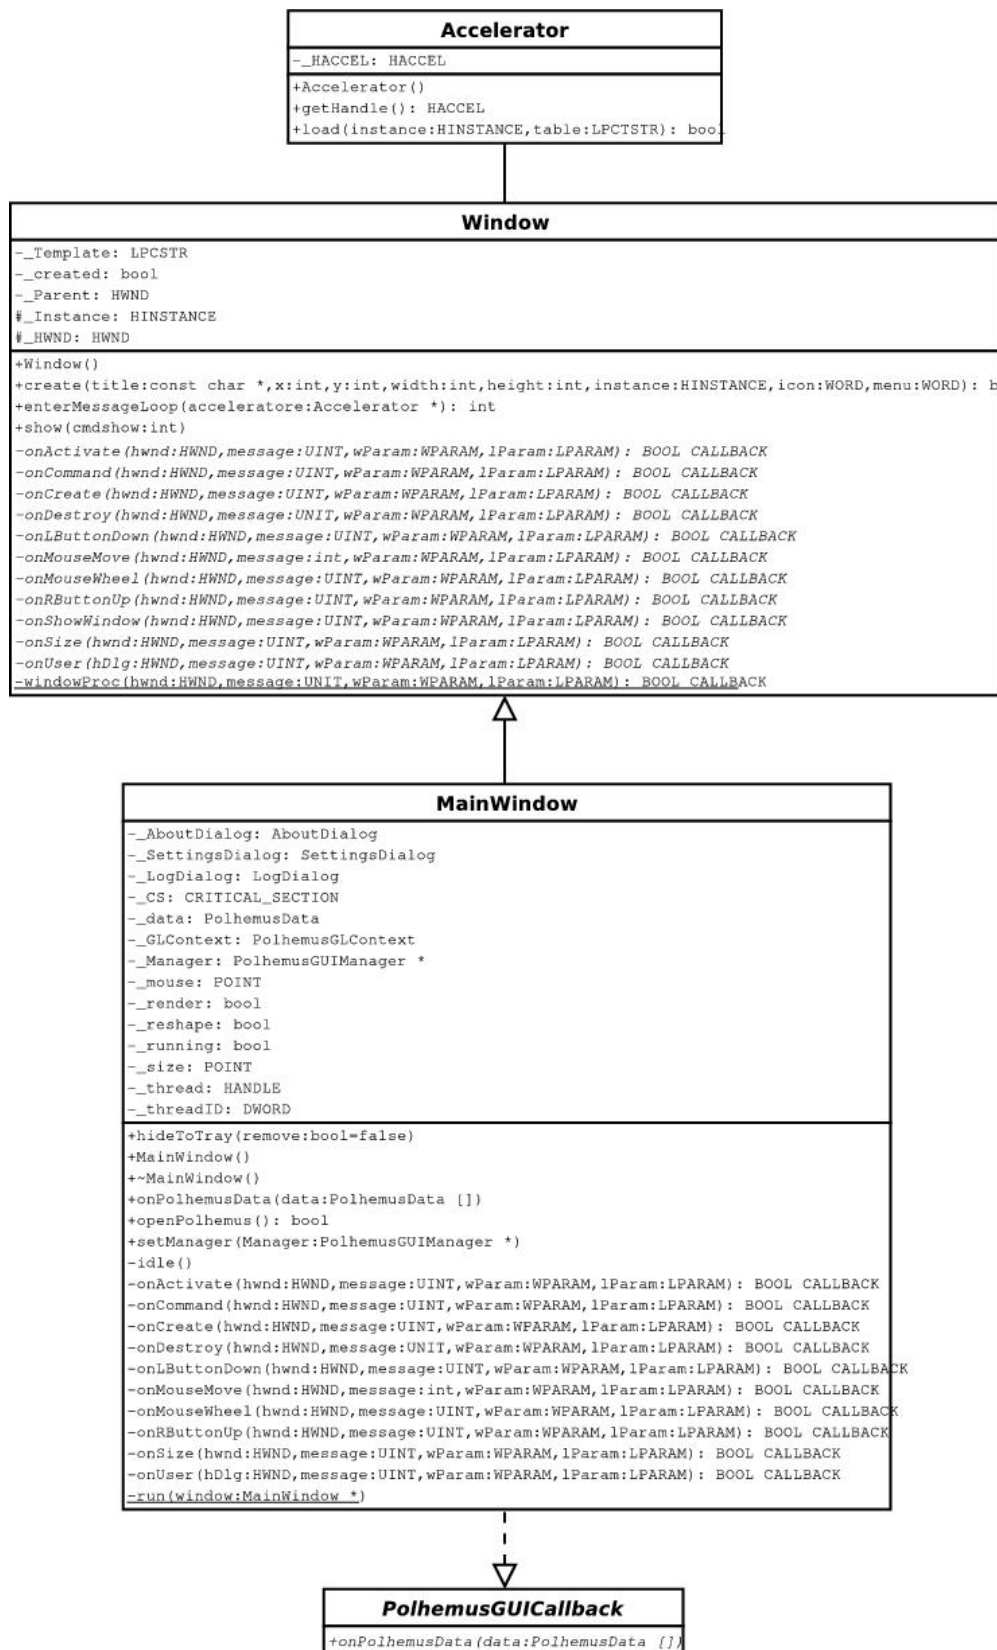 Accelerator
-_HACCEL: HACCEL
+Accelerator()
+getHandle(): HACCEL
+load(instance:HINSTANCE,table:LPCTSTR): bool
Window
-_Template: LPCSTR
-_created: bool
-_Parent: HWND
#_Instance: HINSTANCE
#_HWND: HWND
+Window()
+create(title:const char *,x:int,y:int,width:int,height:int,instance:HINSTANCE,icon:WORD,menu:WORD): b
+enterMessageLoop(acceleratore:Accelerator *): int
+show(cmdshow:int)
-onActivate(hwnd:HWND,message:UINT,wParam:WPARAM,lParam:LPARAM): BOOL CALLBACK
-onCommand(hwnd:HWND,message:UINT,wParam:WPARAM,lParam:LPARAM): BOOL CALLBACK
-onCreate(hwnd:HWND,message:UINT,wParam:WPARAM,lParam:LPARAM): BOOL CALLBACK
-onDestroy(hwnd:HWND,message:UNIT,wParam:WPARAM,lParam:LPARAM): BOOL CALLBACK
-onLButtonDown(hwnd:HWND,message:UINT,wParam:WPARAM,lParam:LPARAM): BOOL CALLBACK
-onMouseMove(hwnd:HWND,message:int,wParam:WPARAM,lParam:LPARAM): BOOL CALLBACK
-onMouseWheel(hwnd:HWND,message:UINT,wParam:WPARAM,lParam:LPARAM): BOOL CALLBACK
-onRButtonUp(hwnd:HWND,message:UINT,wParam:WPARAM,lParam:LPARAM): BOOL CALLBACK
-onShowWindow(hwnd:HWND,message:UINT,wParam:WPARAM,lParam:LPARAM): BOOL CALLBACK
-onSize(hwnd:HWND,message:UINT,wParam:WPARAM,lParam:LPARAM): BOOL CALLBACK
-onUser(hDlg:HWND,message:UINT,wParam:WPARAM,lParam:LPARAM): BOOL CALLBACK
-windowProc(hwnd:HWND,message:UNIT,wParam:WPARAM,lParam:LPARAM): BOOL CALLBACK
MainWindow
-_AboutDialog: AboutDialog
-_SettingsDialog: SettingsDialog
-_LogDialog: LogDialog
-_CS: CRITICAL_SECTION
-_data: PolhemusData
-_GLContext: PolhemusGLContext
-_Manager: PolhemusGUIManager *
-_mouse: POINT
-_render: bool
-_reshape: bool
-_running: bool
-_size: POINT
-_thread: HANDLE
-_threadID: DWORD
+hideToTray(remove:bool=false)
+MainWindow()
+~MainWindow()
+onPolhemusData(data:PolhemusData [])
+openPolhemus(): bool
+setManager(Manager:PolhemusGUIManager *)
-idle()
-onActivate(hwnd:HWND,message:UINT,wParam:WPARAM,lParam:LPARAM): BOOL CALLBACK
-onCommand(hwnd:HWND,message:UINT,wParam:WPARAM,lParam:LPARAM): BOOL CALLBACK
-onCreate(hwnd:HWND,message:UINT,wParam:WPARAM,lParam:LPARAM): BOOL CALLBACK
-onDestroy(hwnd:HWND,message:UNIT,wParam:WPARAM,lParam:LPARAM): BOOL CALLBACK
-onLButtonDown(hwnd:HWND,message:UINT,wParam:WPARAM,lParam:LPARAM): BOOL CALLBACK
-onMouseMove(hwnd:HWND,message:int,wParam:WPARAM,lParam:LPARAM): BOOL CALLBACK
-onMouseWheel(hwnd:HWND,message:UINT,wParam:WPARAM,lParam:LPARAM): BOOL CALLBACK
-onRButtonUp(hwnd:HWND,message:UINT,wParam:WPARAM,lParam:LPARAM): BOOL CALLBACK
-onSize(hwnd:HWND,message:UINT,wParam:WPARAM,lParam:LPARAM): BOOL CALLBACK
-onUser(hDlg:HWND,message:UINT,wParam:WPARAM,lParam:LPARAM): BOOL CALLBACK
-run(window:MainWindow *)
PolhemusGUICallback
+onPolhemusData(data:PolhemusData [])